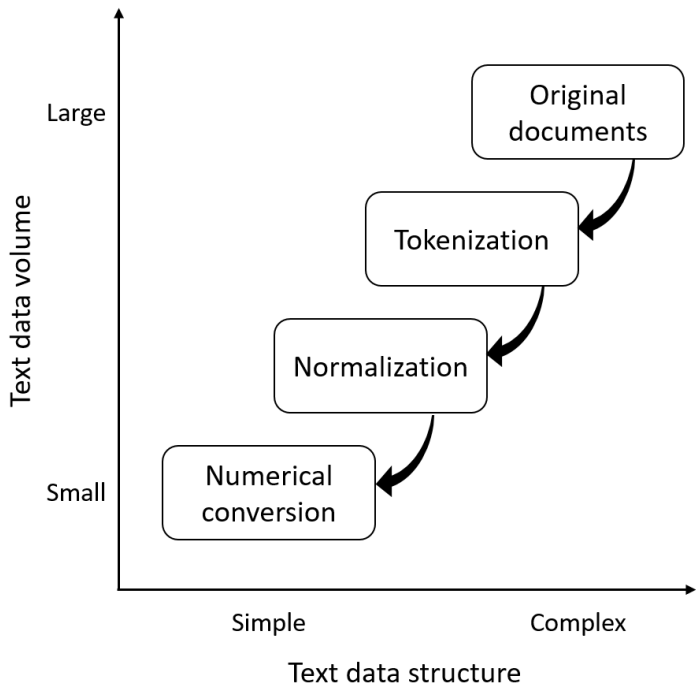 Large
Original
documents
Tokenization
Text data volume
Normalization
Small
Numerical
conversion
Simple
Complex
Text data structure